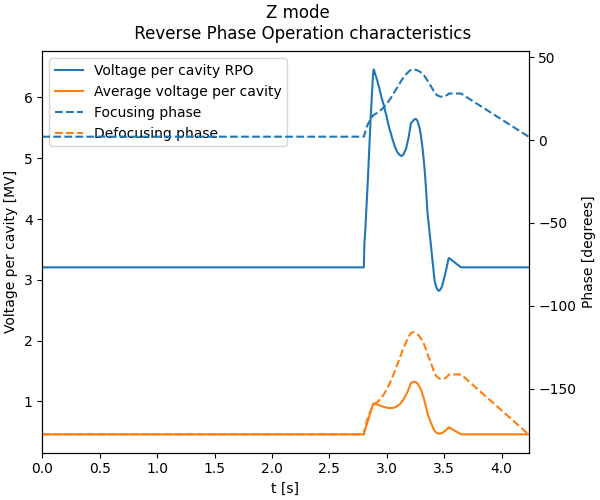 Z mode
Reverse Phase Operation characteristics
Voltage per cavity RPO
Average voltage per cavity
Focusing phase
Defocusing phase
Voltage per cavity [MV]
6
5
4
3
2
1
50
0
−50
−100
−150
Phase [degrees]
0.0 0.5 1.0 1.5 2.0 2.5 3.0 3.5 4.0
t [s]